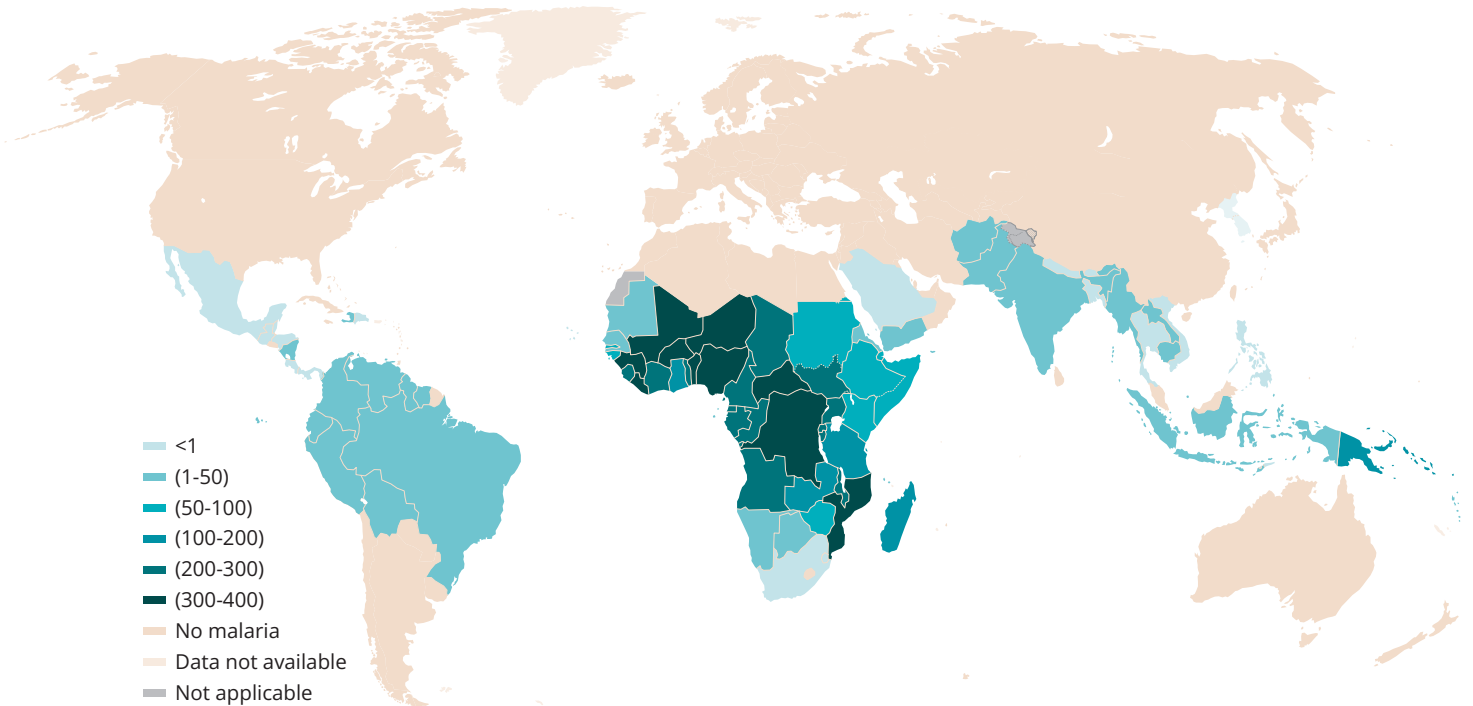 <1
(1-50)
(50-100)
(100-200)
(200-300)
(300-400)
No malaria
Data not available
Not applicable